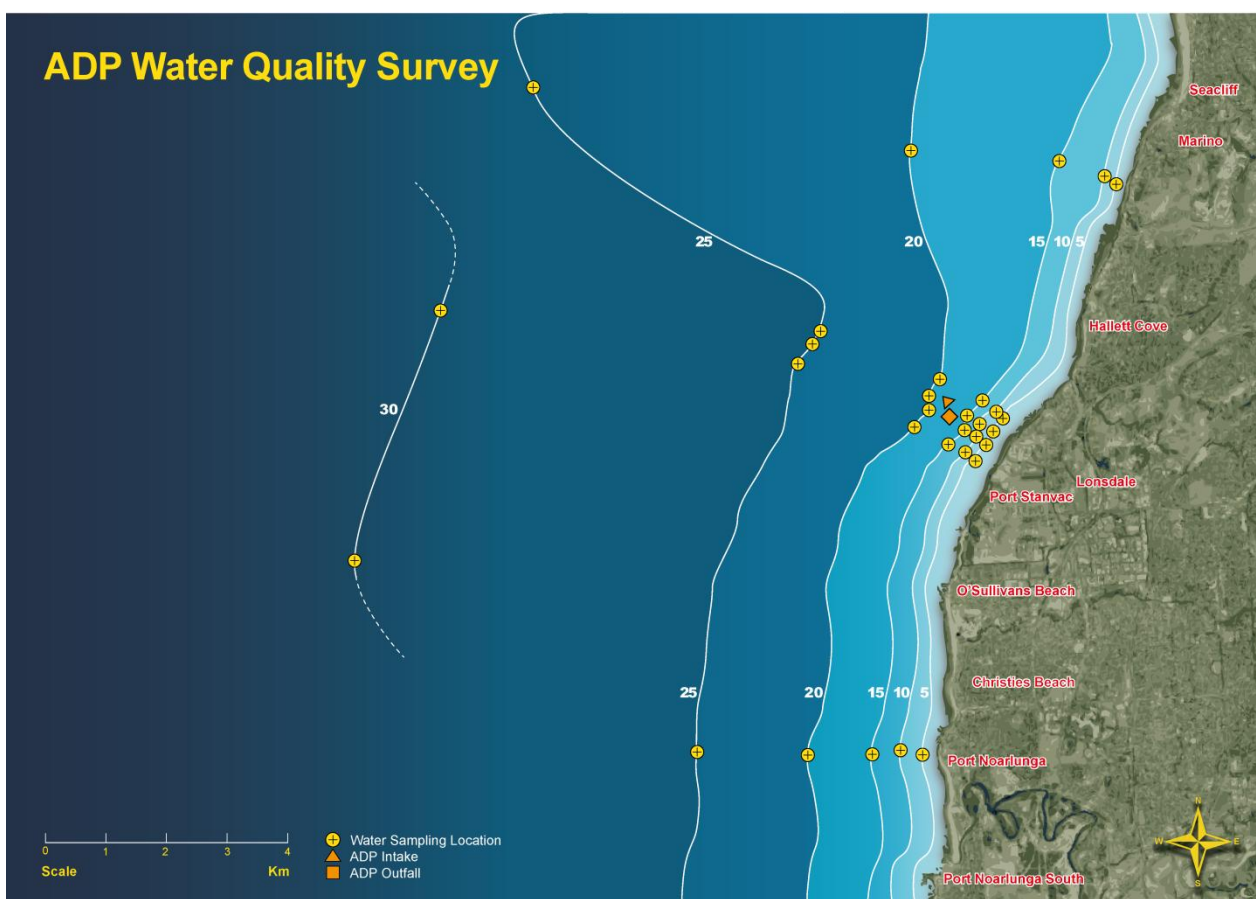 ADP Water Quality Survey
Seacliff
Marino
25
20
15 10 5
Hallett Cove
30
Lonsdale
Port Stanvac
O'Sullivans Beach
Christies Beach
25
20
15 10 5
Port Noarlunga
N
W E
S
0 1 2 3 4
Scale Km
Water Sampling Location
ADP Intake
ADP Outfall
Port Noarlunga South